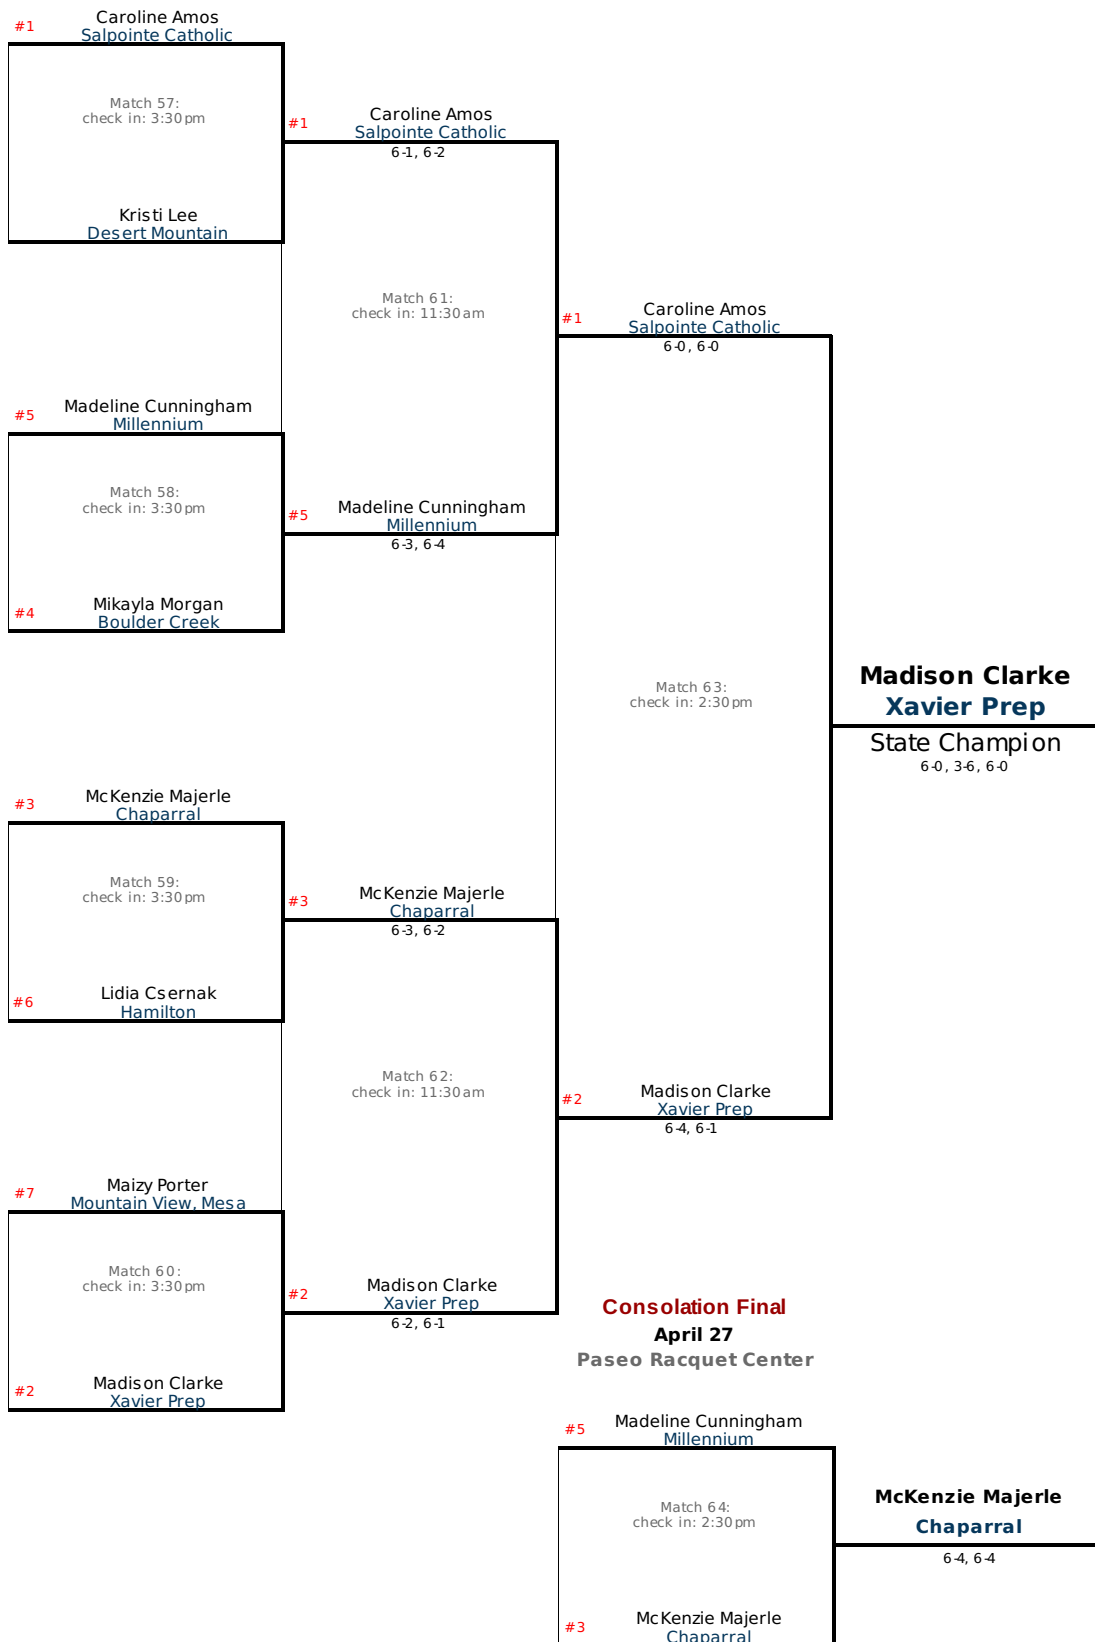 #1
Caroline Amos
Salpointe Catholic
Match 57:
check in: 3:30pm
Kristi Lee
Desert Mountain
#5
Madeline Cunningham
Millennium
Match 58:
check in: 3:30pm
#4
Mikayla Morgan
Boulder Creek
#3
McKenzie Majerle
Chaparral
Match 59:
check in: 3:30pm
#6
Lidia Csernak
Hamilton
#7
Maizy Porter
Mountain View, Mesa
Match 60:
check in: 3:30pm
#2
Madison Clarke
Xavier Prep
#1
Caroline Amos
Salpointe Catholic
6-1, 6-2
Match 61:
check in: 11:30am
#5
Madeline Cunningham
Millennium
6-3, 6-4
#3
McKenzie Majerle
Chaparral
6-3, 6-2
Match 62:
check in: 11:30am
#2
Madison Clarke
Xavier Prep
6-2, 6-1
#1
Caroline Amos
Salpointe Catholic
6-0, 6-0
Match 63:
check in: 2:30pm
#2
Madison Clarke
Xavier Prep
6-4, 6-1
Madison Clarke
Xavier Prep
State Champion
6-0, 3-6, 6-0
Consolation Final
April 27
Paseo Racquet Center
#5
Madeline Cunningham
Millennium
Match 64:
check in: 2:30pm
#3
McKenzie Majerle
Chaparral
McKenzie Majerle
Chaparral
6-4, 6-4